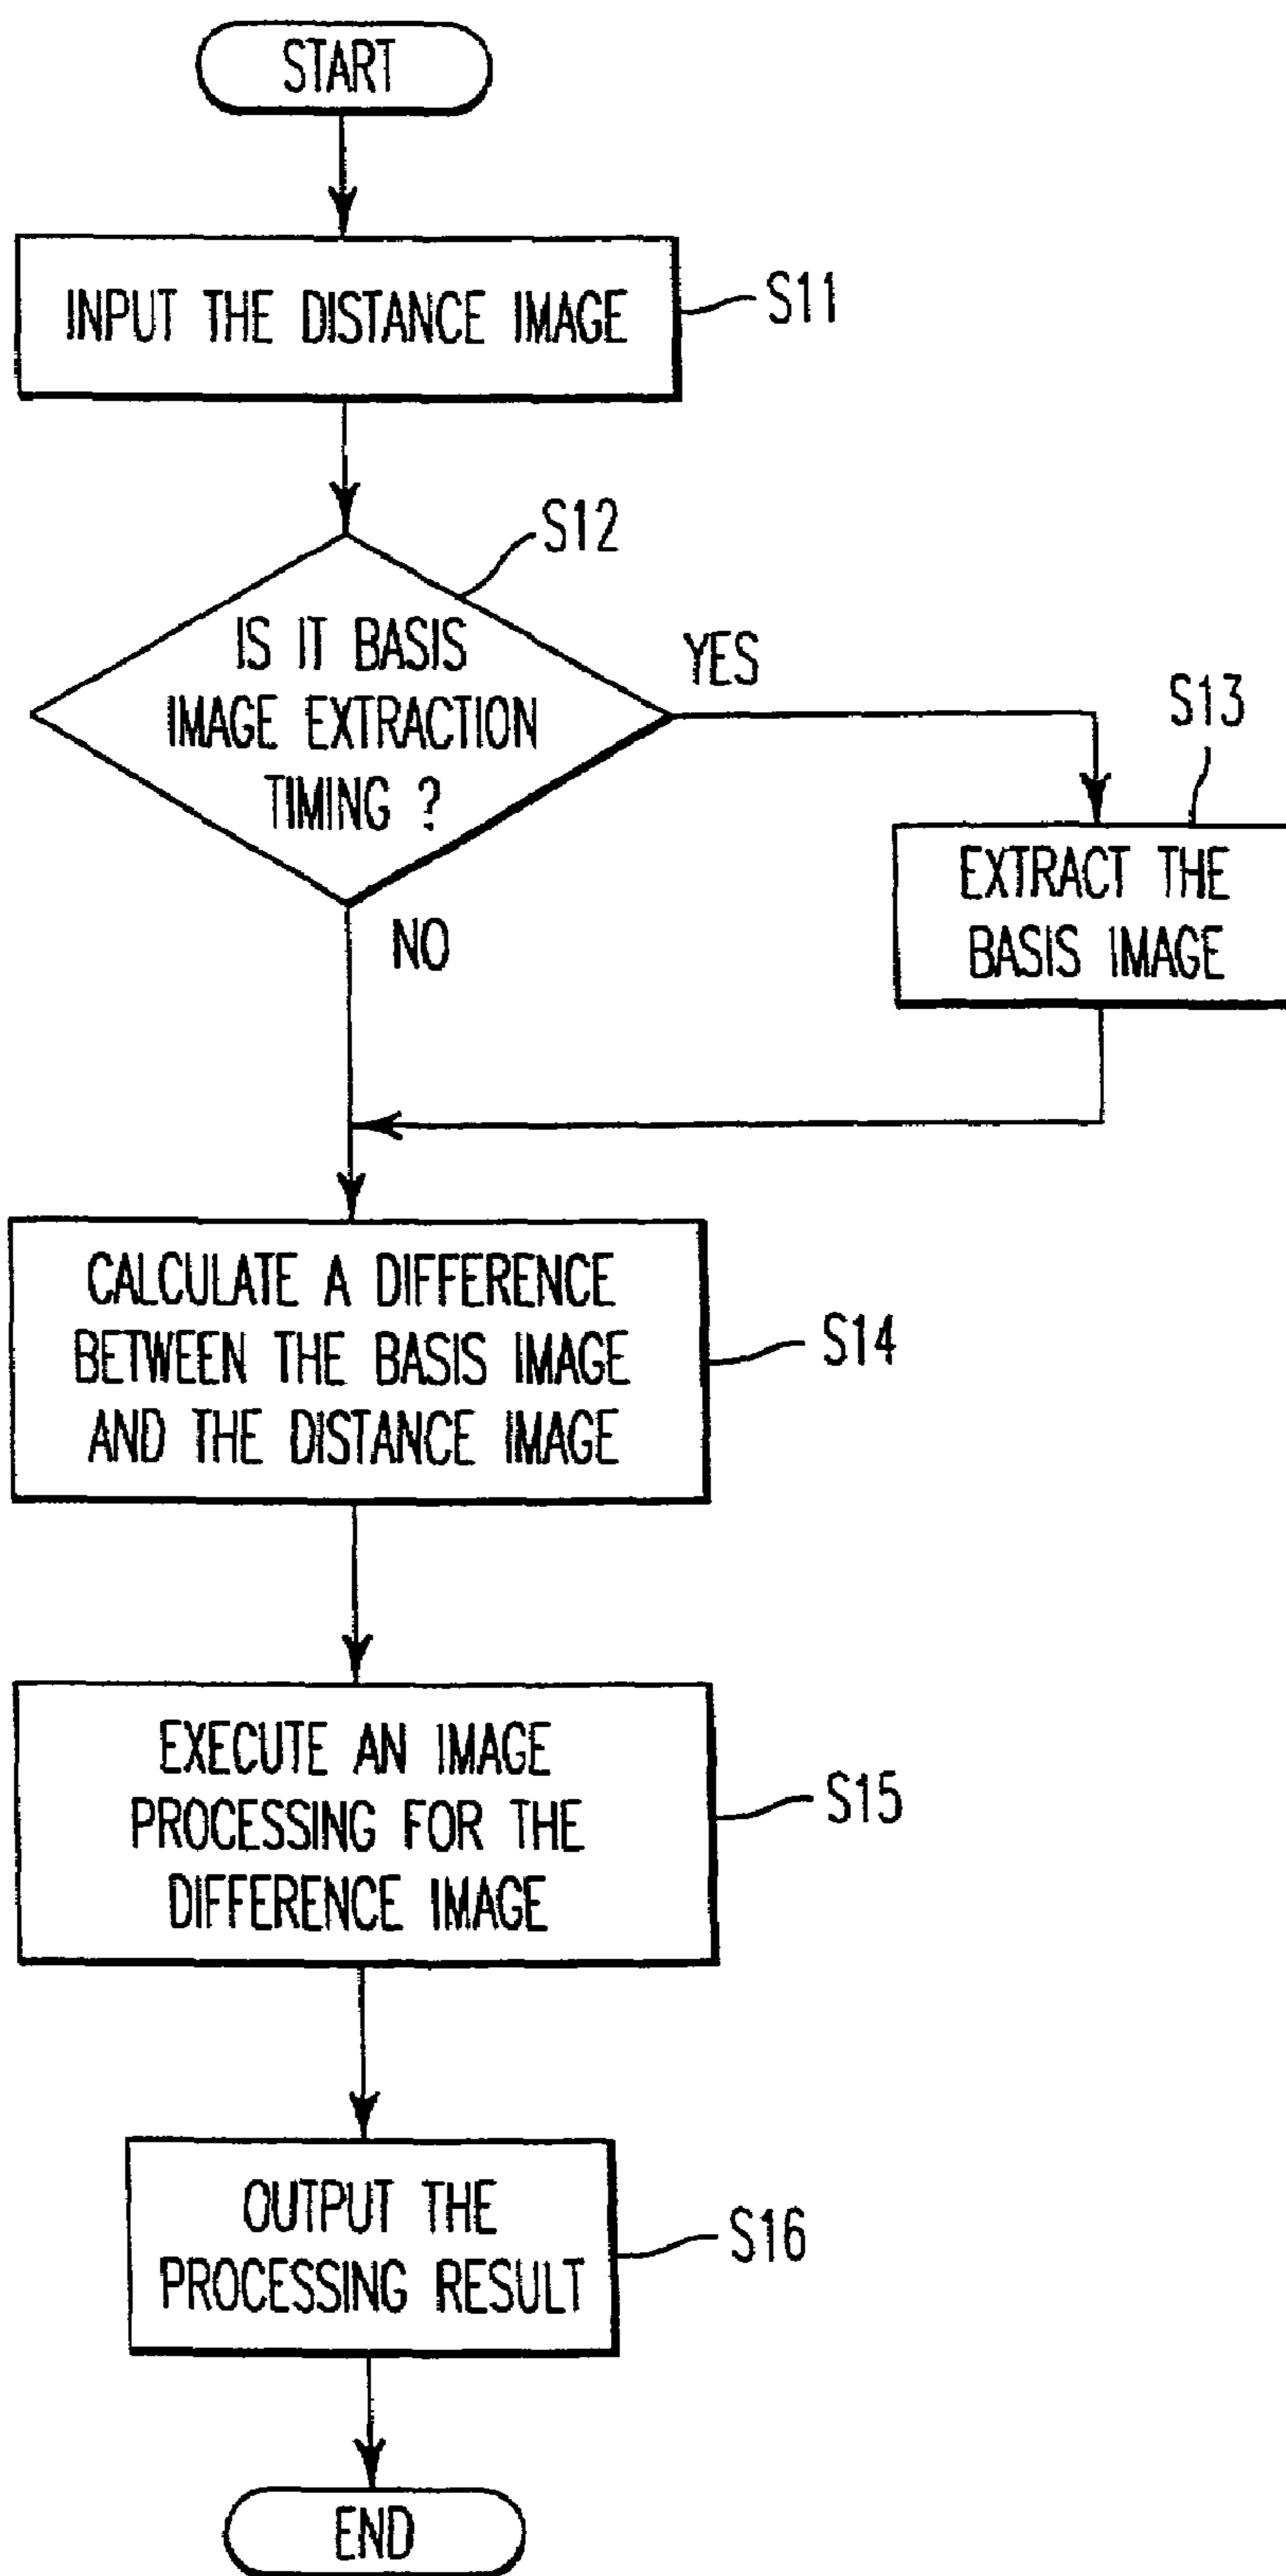 START
INPUT THE DISTANCE IMAGE
S11
S12
IS IT BASIS
IMAGE EXTRACTION
TIMING ?
YES
S13
EXTRACT THE
BASIS IMAGE
NO
CALCULATE A DIFFERENCE
BETWEEN THE BASIS IMAGE
AND THE DISTANCE IMAGE
S14
EXECUTE AN IMAGE
PROCESSING FOR THE
DIFFERENCE IMAGE
S15
OUTPUT THE
PROCESSING RESULT
S16
END